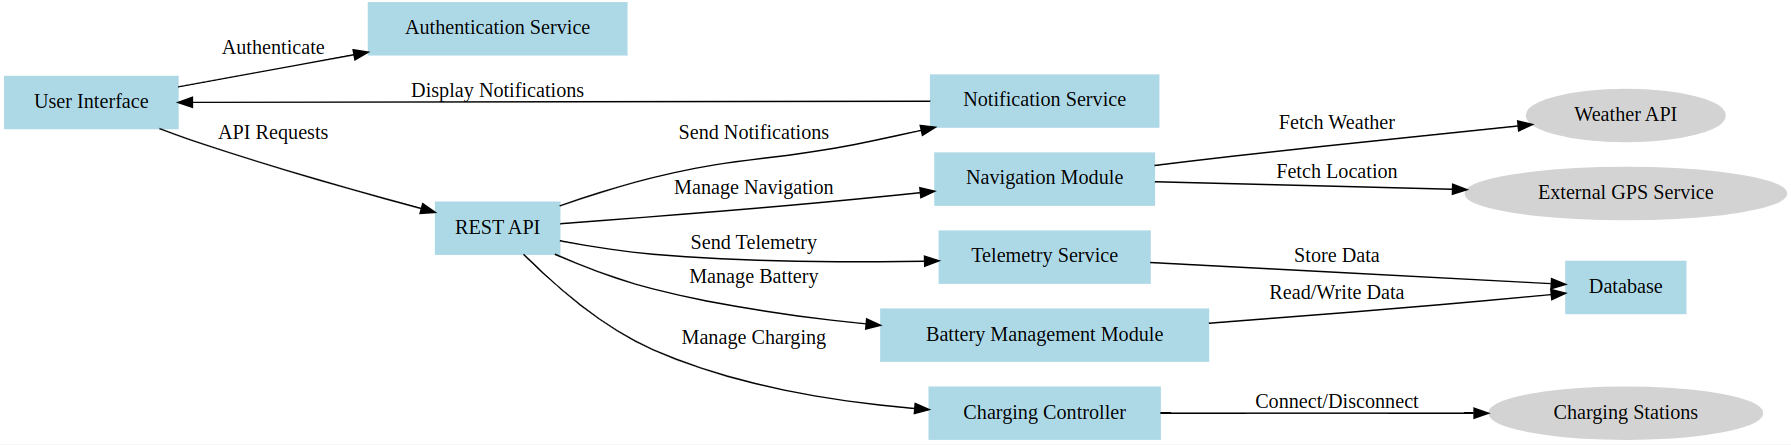 Authentication Service
Authenticate
User Interface
Display Notifications
API Requests
Notification Service
Send Notifications
Fetch Weather
Weather API
Navigation Module
Manage Navigation
Fetch Location
External GPS Service
REST API
Send Telemetry
Telemetry Service
Store Data
Manage Battery
Database
Read/Write Data
Battery Management Module
Manage Charging
Charging Controller
Connect/Disconnect
Charging Stations